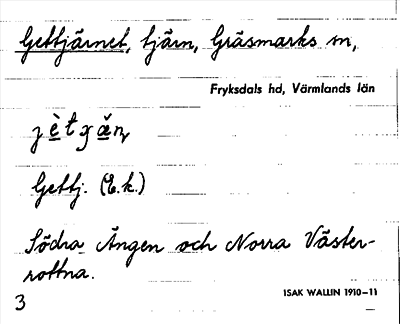 Gettjärnet, tjärn, Gräsmarks sn,
Fryksdals hd, Värmlands län
Gettj. (E.k.)
Södra Ängen och Norra Väster-
rottna.
ISAK WALLIN 1910-11
3